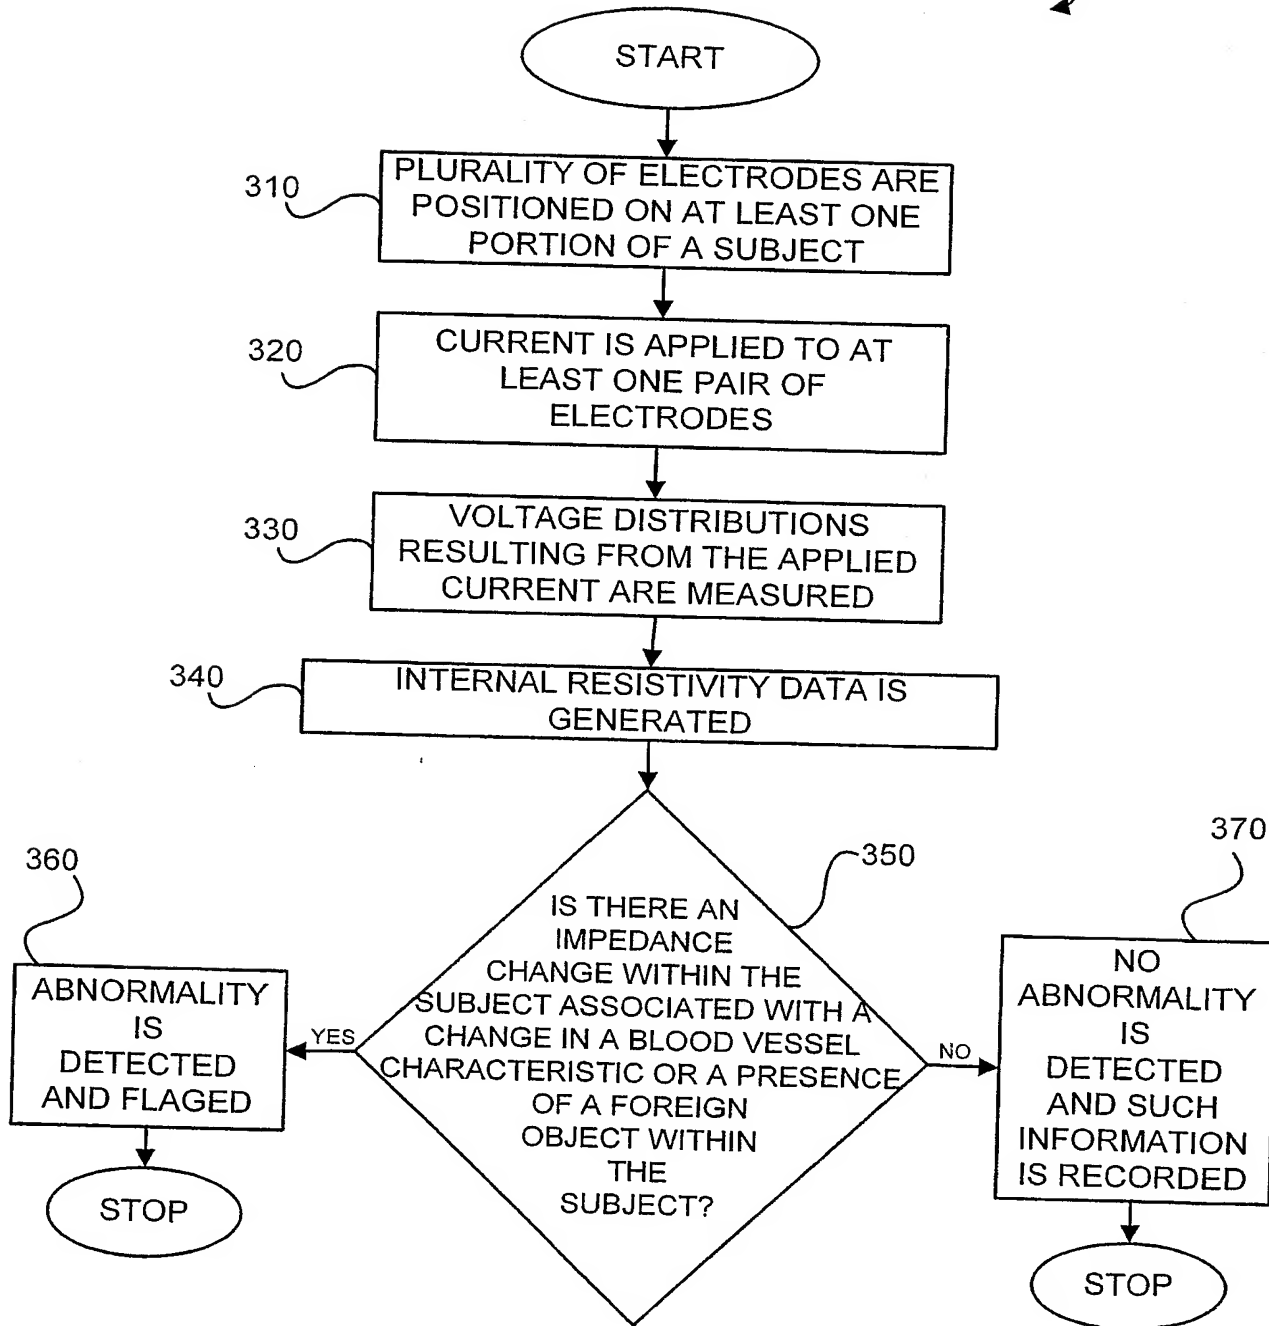 START
310
PLURALITY OF ELECTRODES ARE
POSITIONED ON AT LEAST ONE
PORTION OF A SUBJECT
320
CURRENT IS APPLIED TO AT
LEAST ONE PAIR OF
ELECTRODES
330
VOLTAGE DISTRIBUTIONS
RESULTING FROM THE APPLIED
CURRENT ARE MEASURED
340
INTERNAL RESISTIVITY DATA IS
GENERATED
350
IS THERE AN
IMPEDANCE
CHANGE WITHIN THE
SUBJECT ASSOCIATED WITH A
CHANGE IN A BLOOD VESSEL
CHARACTERISTIC OR A PRESENCE
OF A FOREIGN
OBJECT WITHIN
THE
SUBJECT?
YES
360
ABNORMALITY
IS
DETECTED
AND FLAGED
STOP
NO
370
NO
ABNORMALITY
IS
DETECTED
AND SUCH
INFORMATION
IS RECORDED
STOP